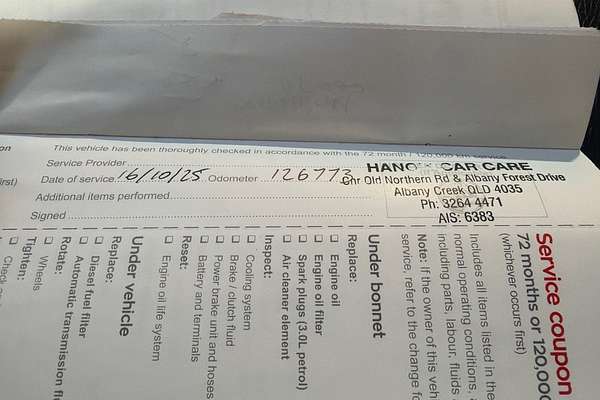 This vehicle has been thoroughly checked in accordance with the 72 month / 120,000 km service
Service Provider
Date of service 16/10/25 Odometer 126773
Additional items performed
Signed
HANO CAR CARE
Cnr Old Northern Rd & Albany Forest Drive
Albany Creek QLD 4035
Ph: 3264 4471
AIS: 6383
Service coupon
72 months or 120,000
(whichever occurs first)
Includes all items listed in the
normal operating conditions,
including parts, labour, fluids
Note: If the owner of this vehi
service, refer to the change fo
Under bonnet
Replace:
Engine oil
Engine oil filter
Spark plugs (3.0L petrol)
Air cleaner element
Inspect:
Cooling system
Brake / clutch fluid
Power brake unit and hoses
Battery and terminals
Reset:
Engine oil life system
Under vehicle
Replace:
Diesel fuel filter
Automatic transmission flu
Rotate:
Wheels
Tighten:
Check